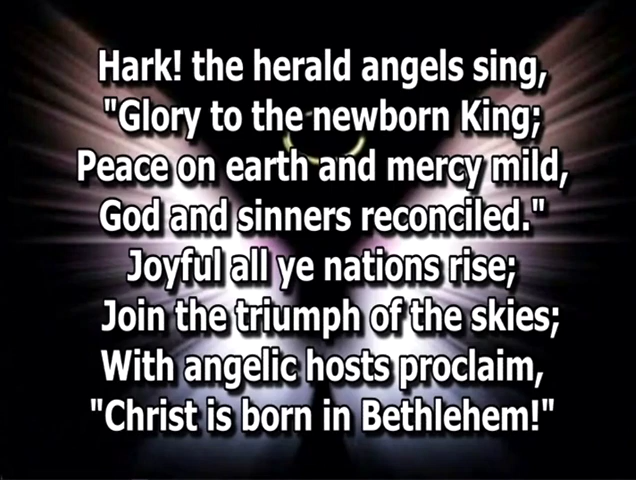 Hark! the herald angels sing,
"Glory to the newborn King;
Peace on earth and mercy mild,
God and sinners reconciled."
Joyful all ye nations rise;
Join the triumph of the skies;
With angelic hosts proclaim,
"Christ is born in Bethlehem!"